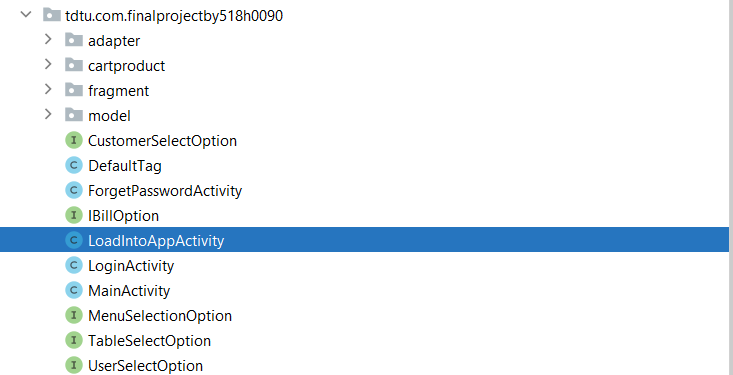 tdtu.com.finalprojectby518h0090
adapter
cartproduct
fragment
model
I CustomerSelectOption
C DefaultTag
C ForgetPasswordActivity
I IBillOption
C LoadIntoAppActivity
C LoginActivity
C MainActivity
I MenuSelectionOption
I TableSelectOption
I UserSelectOption